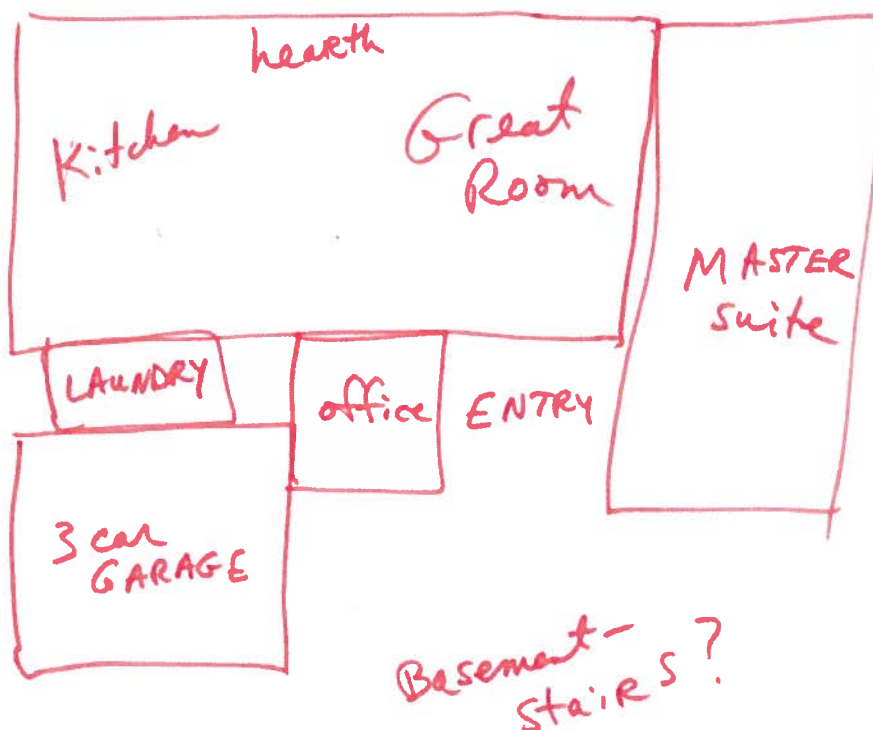 hearth
Kitchen
Great
Room
MASTER
suite
LAUNDRY
office
ENTRY
3 car
GARAGE
Basement-
stairs?